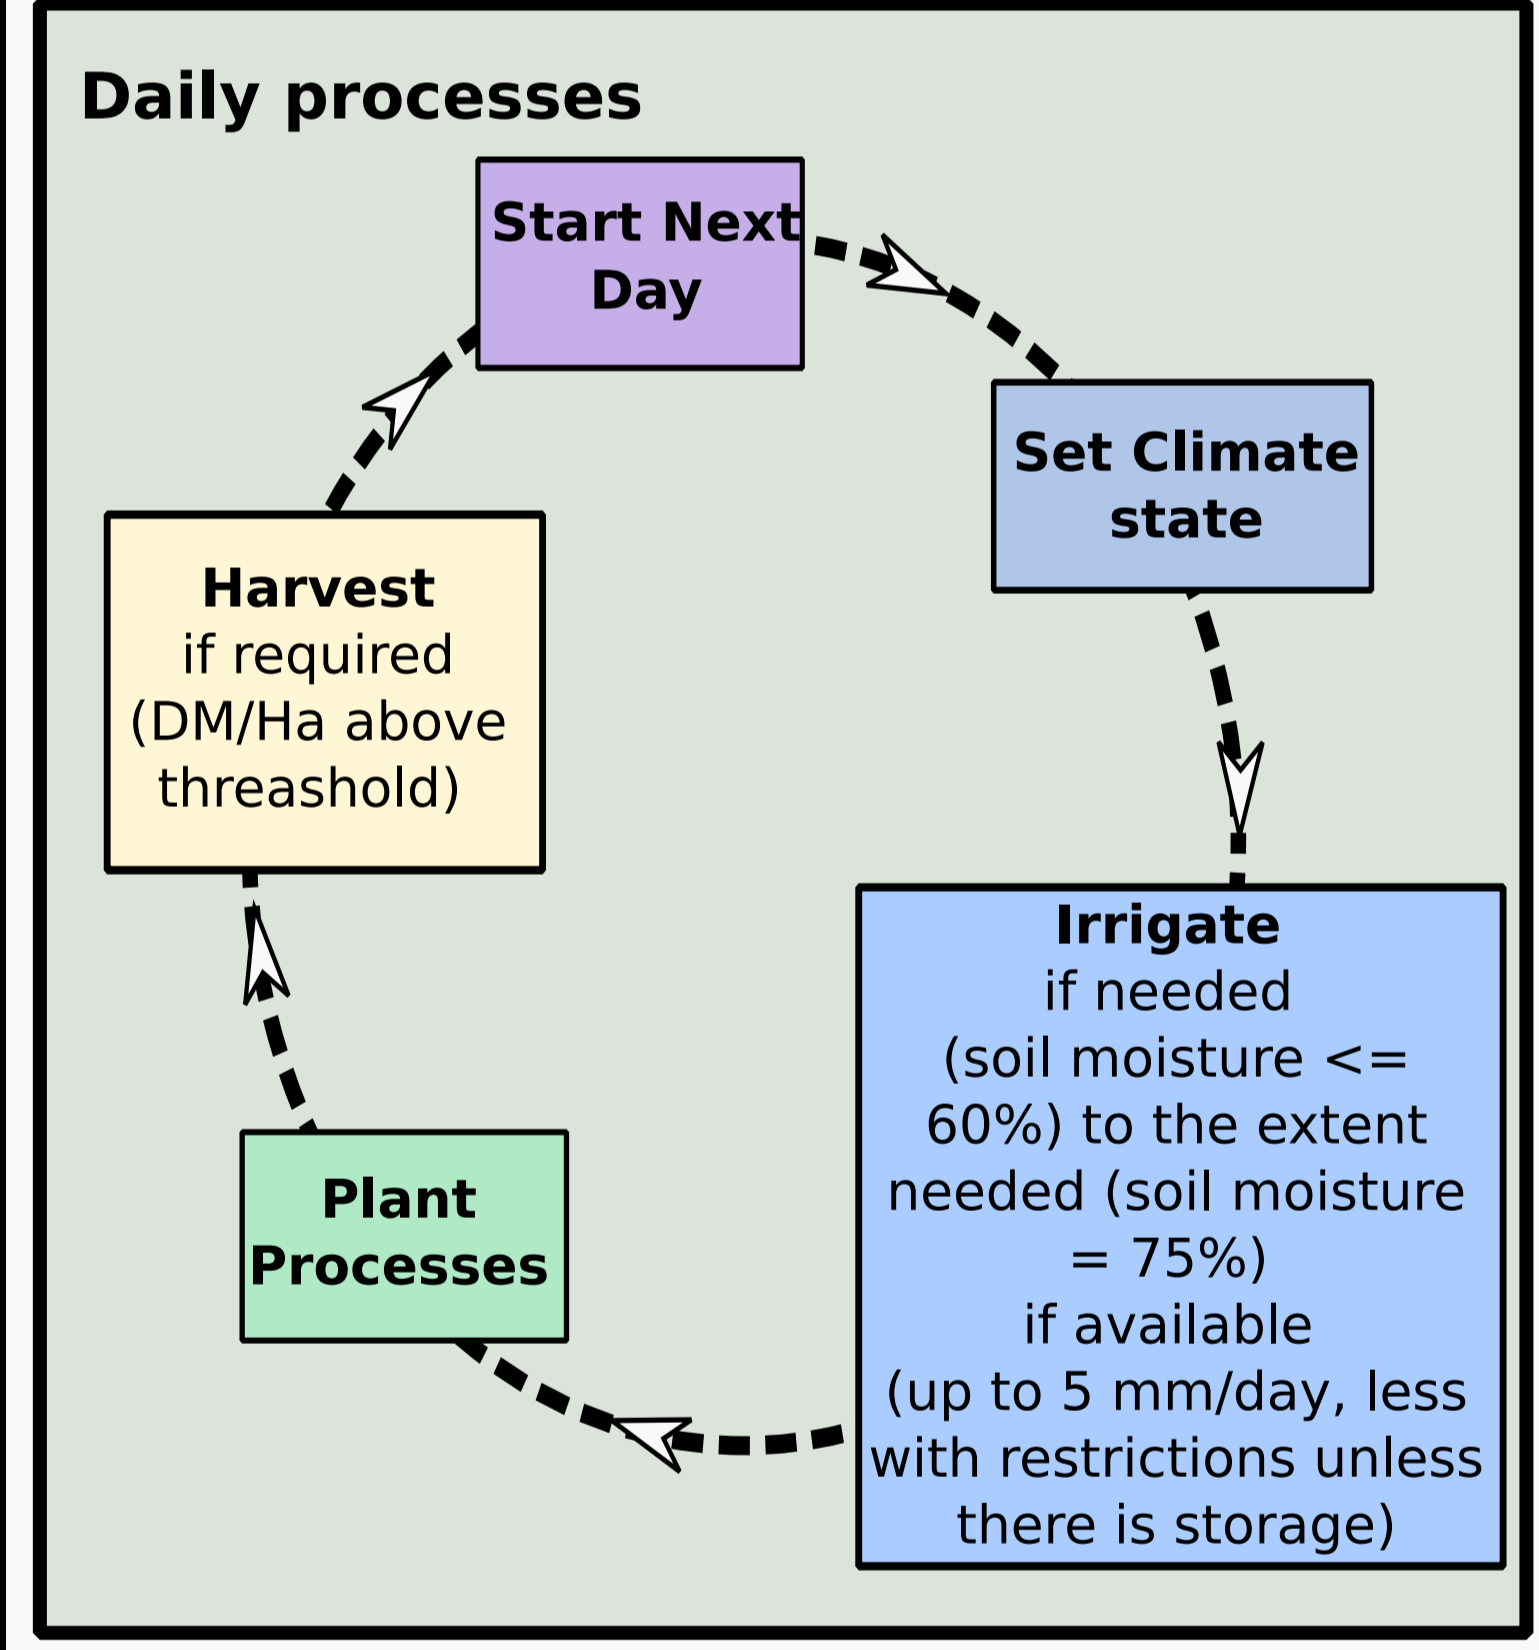 Daily processes
Start Next
Day
Set Climate
state
Harvest
if required
(DM/Ha above
threashold)
Irrigate
if needed
(soil moisture <=
60%) to the extent
needed (soil moisture
= 75%)
if available
(up to 5 mm/day, less
with restrictions unless
there is storage)
Plant
Processes